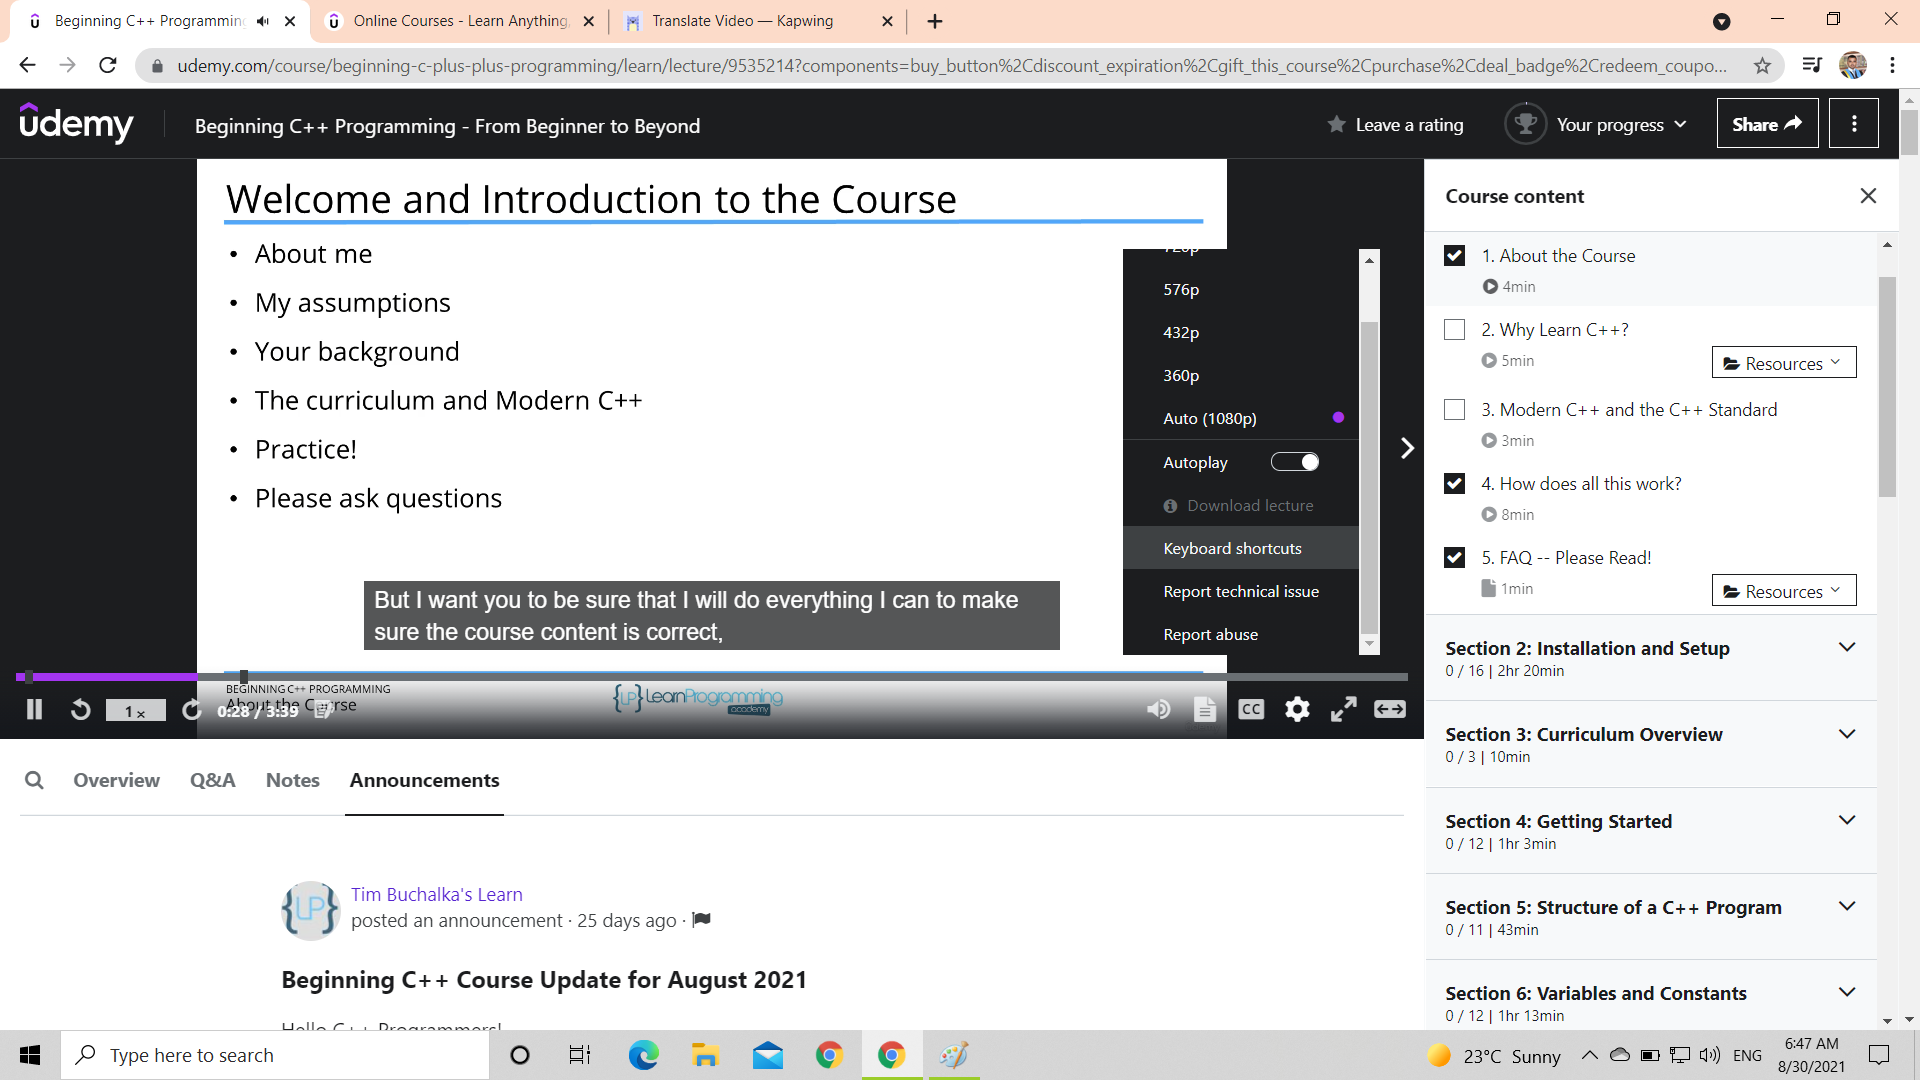 Beginning C++ Programming
Online Courses - Learn Anything,
Translate Video — Kapwing
udemy.com/course/beginning-c-plus-plus-programming/learn/lecture/9535214?components=buy_button%2Cdiscount_expiration%2Cgift_this_course%2Cpurchase%2Cdeal_badge%2Credeem_coupo...
udemy
Beginning C++ Programming - From Beginner to Beyond
Leave a rating
Your progress
Share
Welcome and Introduction to the Course
• About me
• My assumptions
• Your background
• The curriculum and Modern C++
• Practice!
• Please ask questions
But I want you to be sure that I will do everything I can to make
sure the course content is correct,
BEGINNING C++ PROGRAMMING
About the Course
{LP} LearnProgramming
academy
1x
0:28 / 3:39
CC
720p
576p
432p
360p
Auto (1080p)
Autoplay
Download lecture
Keyboard shortcuts
Report technical issue
Report abuse
Course content
1. About the Course
4min
2. Why Learn C++?
5min
Resources
3. Modern C++ and the C++ Standard
3min
4. How does all this work?
8min
5. FAQ -- Please Read!
1min
Resources
Section 2: Installation and Setup
0 / 16 | 2hr 20min
Section 3: Curriculum Overview
0 / 3 | 10min
Section 4: Getting Started
0 / 12 | 1hr 3min
Section 5: Structure of a C++ Program
0 / 11 | 43min
Section 6: Variables and Constants
0 / 12 | 1hr 13min
Overview
Q&A
Notes
Announcements
{LP}
Tim Buchalka's Learn
posted an announcement · 25 days ago ·
Beginning C++ Course Update for August 2021
Hello C++ Programmers!
Type here to search
23°C Sunny
ENG
6:47 AM
8/30/2021